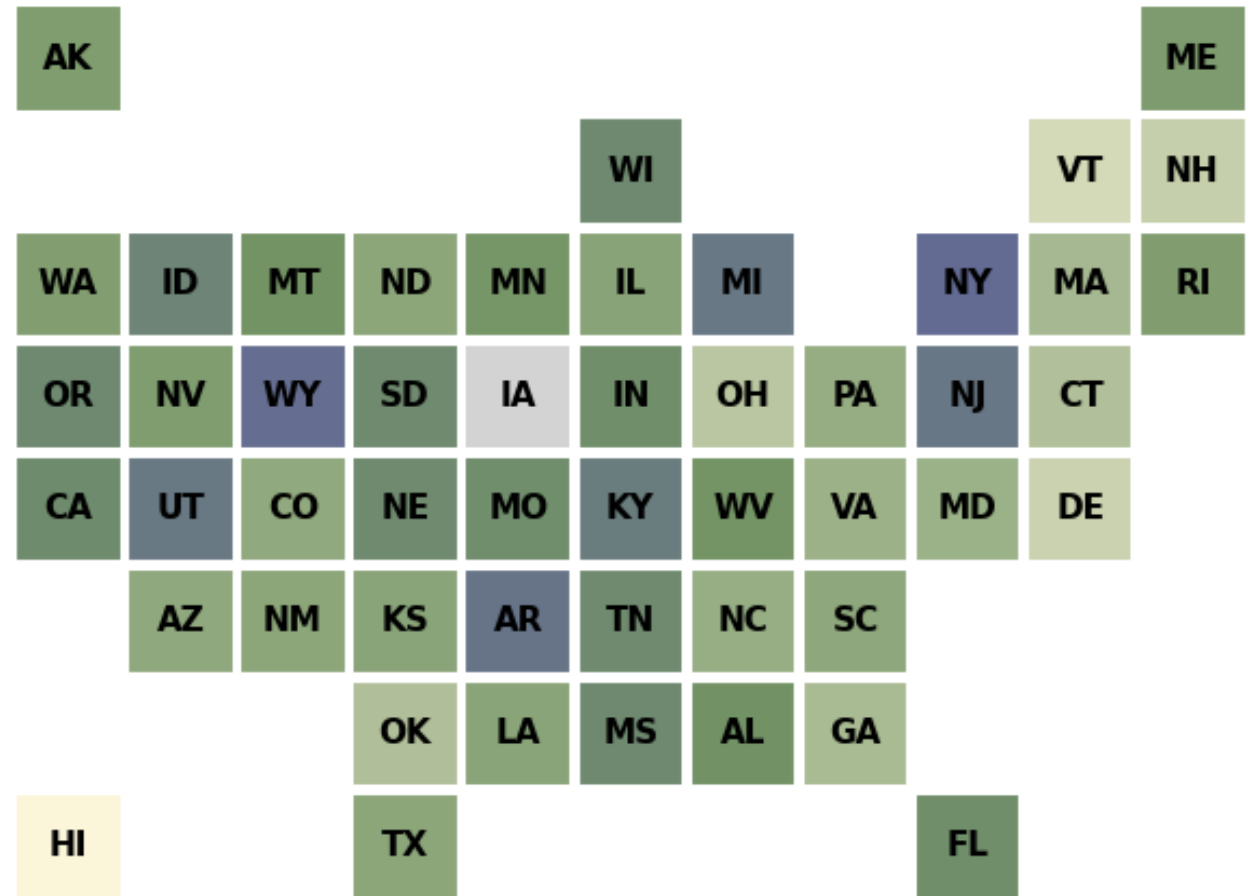 AK ME
WI VT NH
WA ID MT ND MN IL MI NY MA RI
OR NV WY SD IA IN OH PA NJ CT
CA UT CO NE MO KY WV VA MD DE
AZ NM KS AR TN NC SC
OK LA MS AL GA
HI TX FL